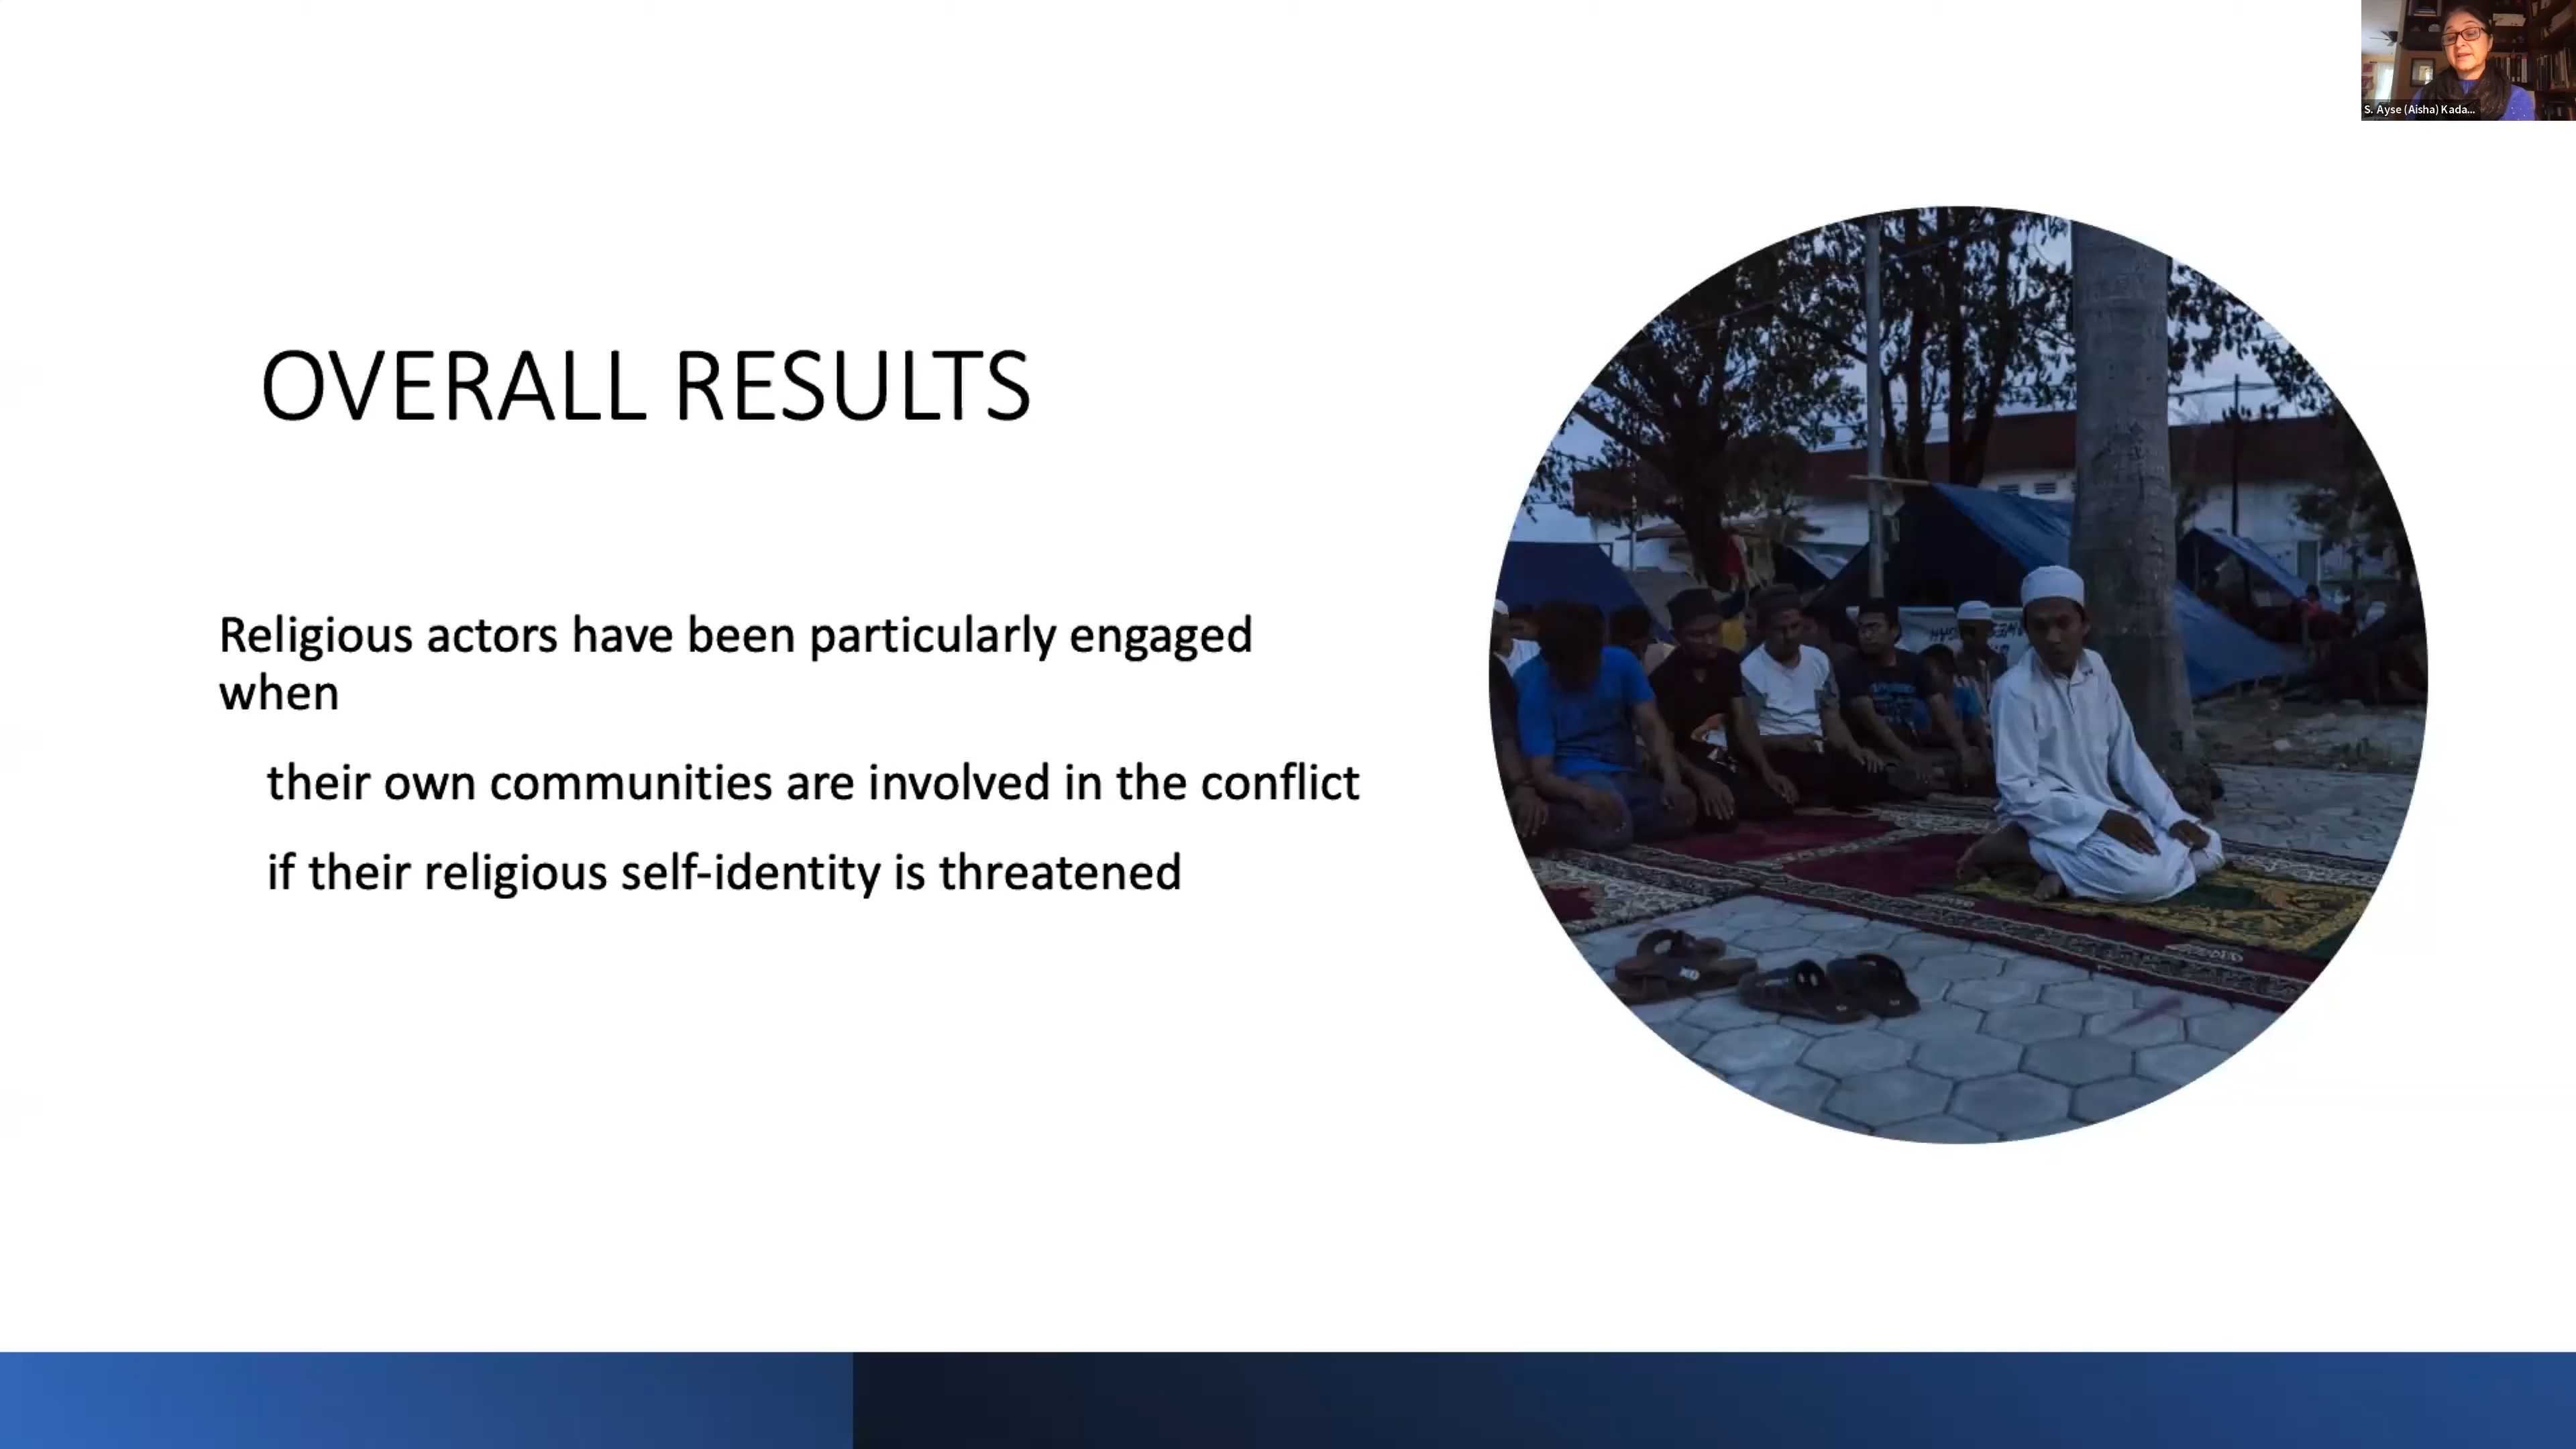 S. Ayse (Aisha) Kada...
OVERALL RESULTS
Religious actors have been particularly engaged
when
their own communities are involved in the conflict
if their religious self-identity is threatened